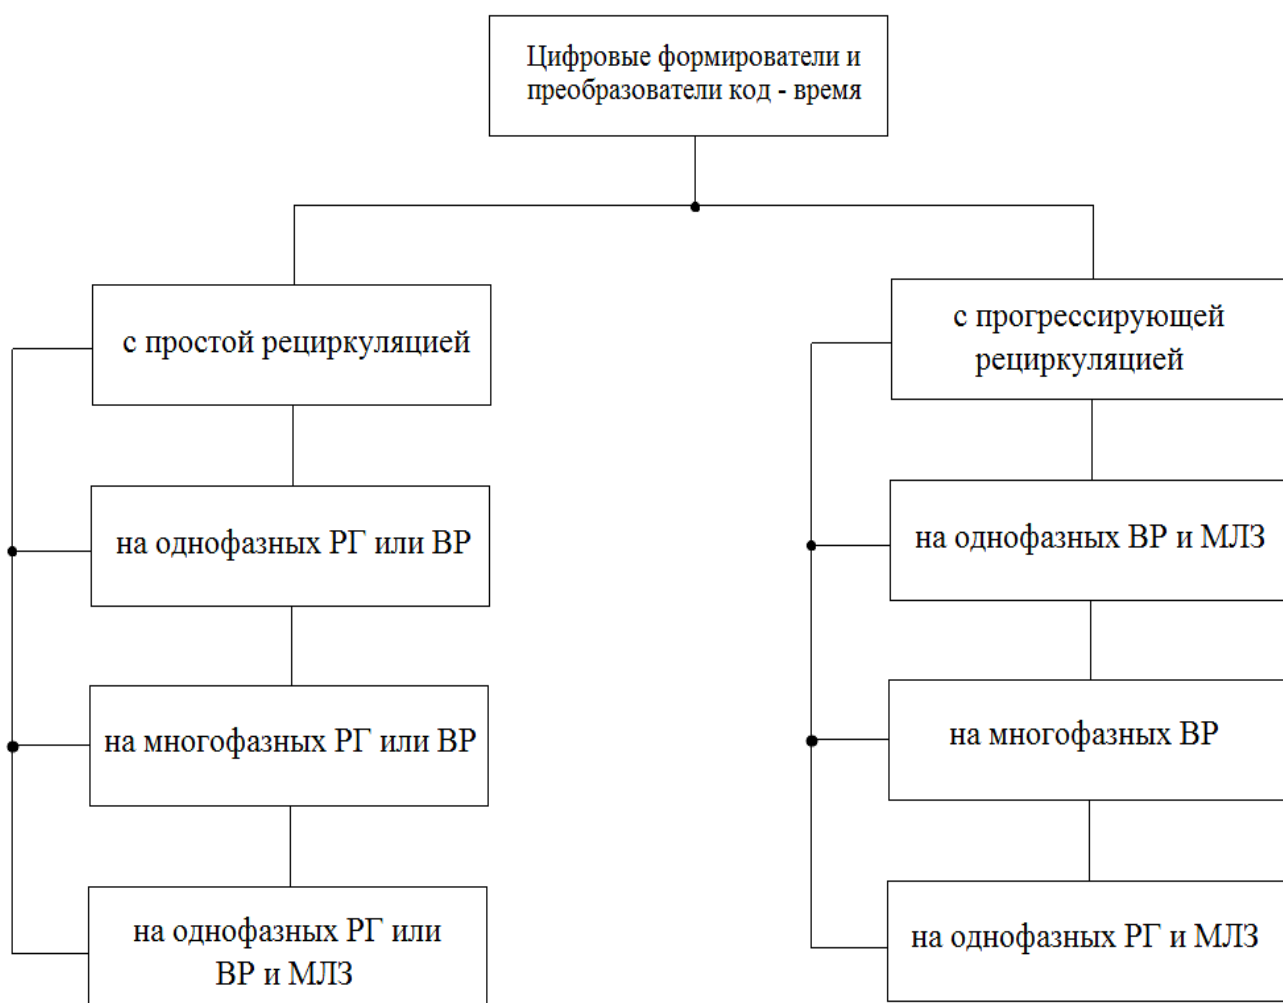 Цифровые формирователи и
преобразователи код - время
с простой рециркуляцией
на однофазных РГ или ВР
на многофазных РГ или ВР
на однофазных РГ или
ВР и МЛЗ
с прогрессирующей
рециркуляцией
на однофазных ВР и МЛЗ
на многофазных ВР
на однофазных РГ и МЛЗ